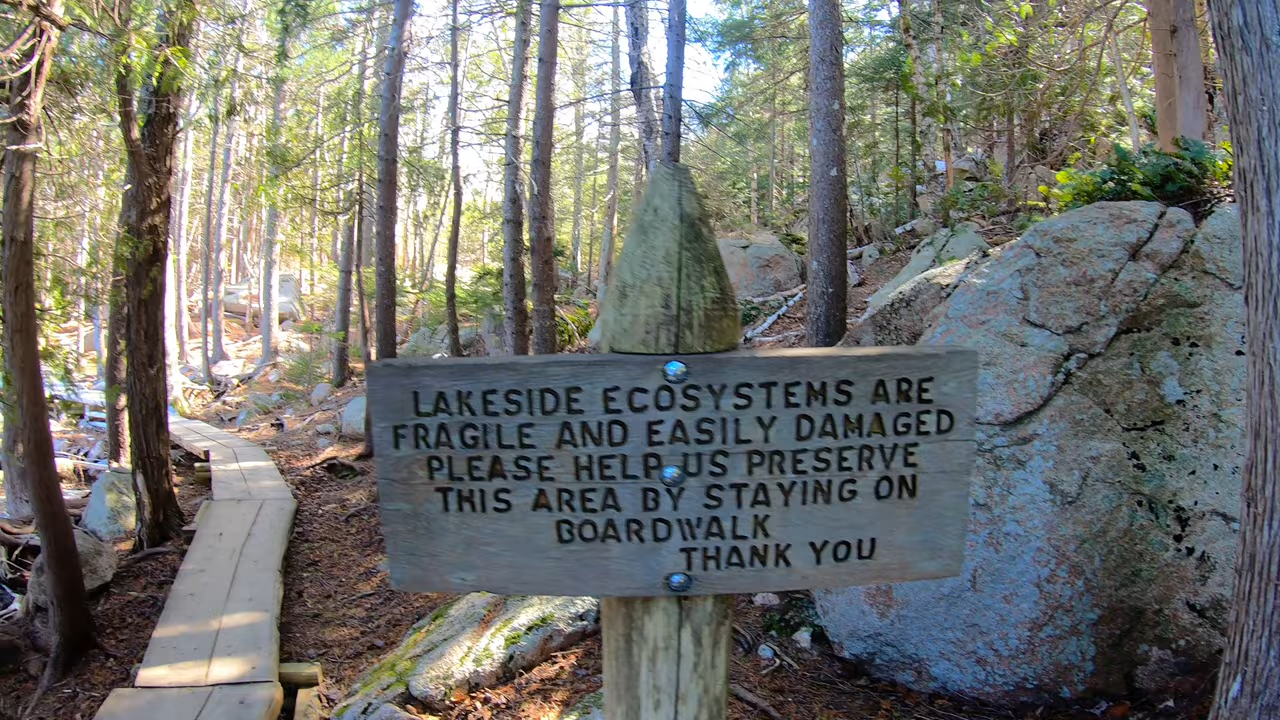 LAKESIDE ECOSYSTEMS ARE
FRAGILE AND EASILY DAMAGED
PLEASE HELP US PRESERVE
THIS AREA BY STAYING ON
BOARDWALK
THANK YOU